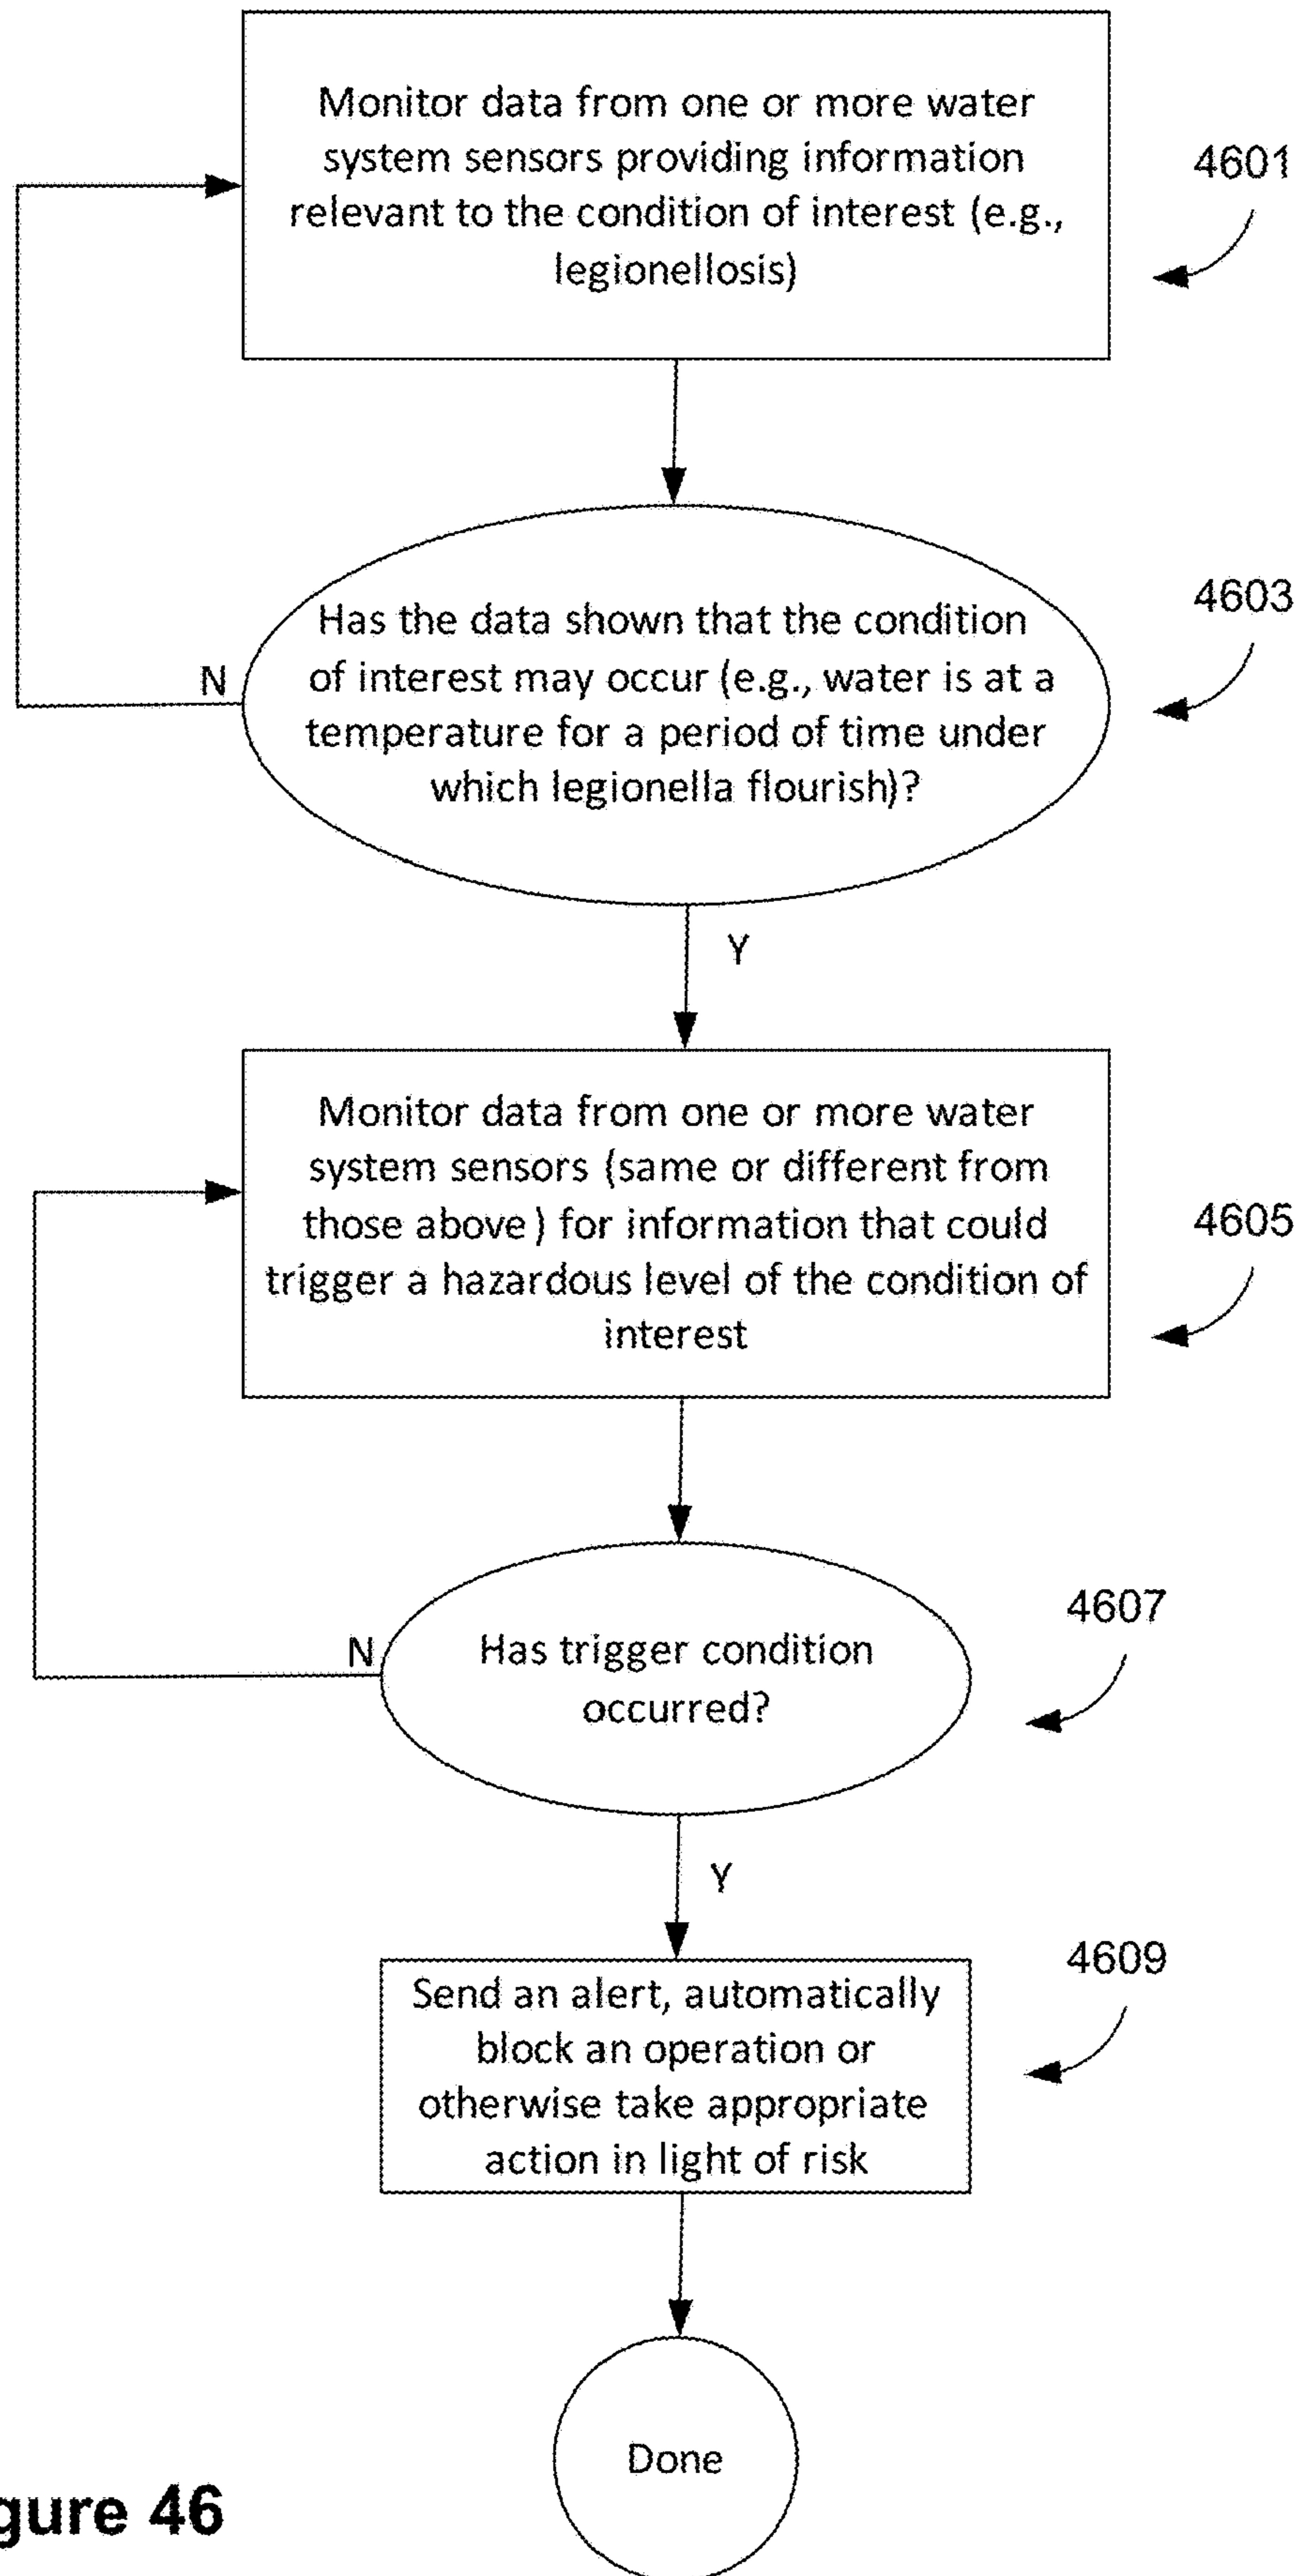 Monitor data from one or more water
system sensors providing information
relevant to the condition of interest (e.g.,
legionellosis)
4601
Has the data shown that the condition
of interest may occur (e.g., water is at a
temperature for a period of time under
which legionella flourish)?
4603
N
Y
Monitor data from one or more water
system sensors (same or different from
those above) for information that could
trigger a hazardous level of the condition of
interest
4605
Has trigger condition
occurred?
4607
N
Y
Send an alert, automatically
block an operation or
otherwise take appropriate
action in light of risk
4609
Done
gure 46